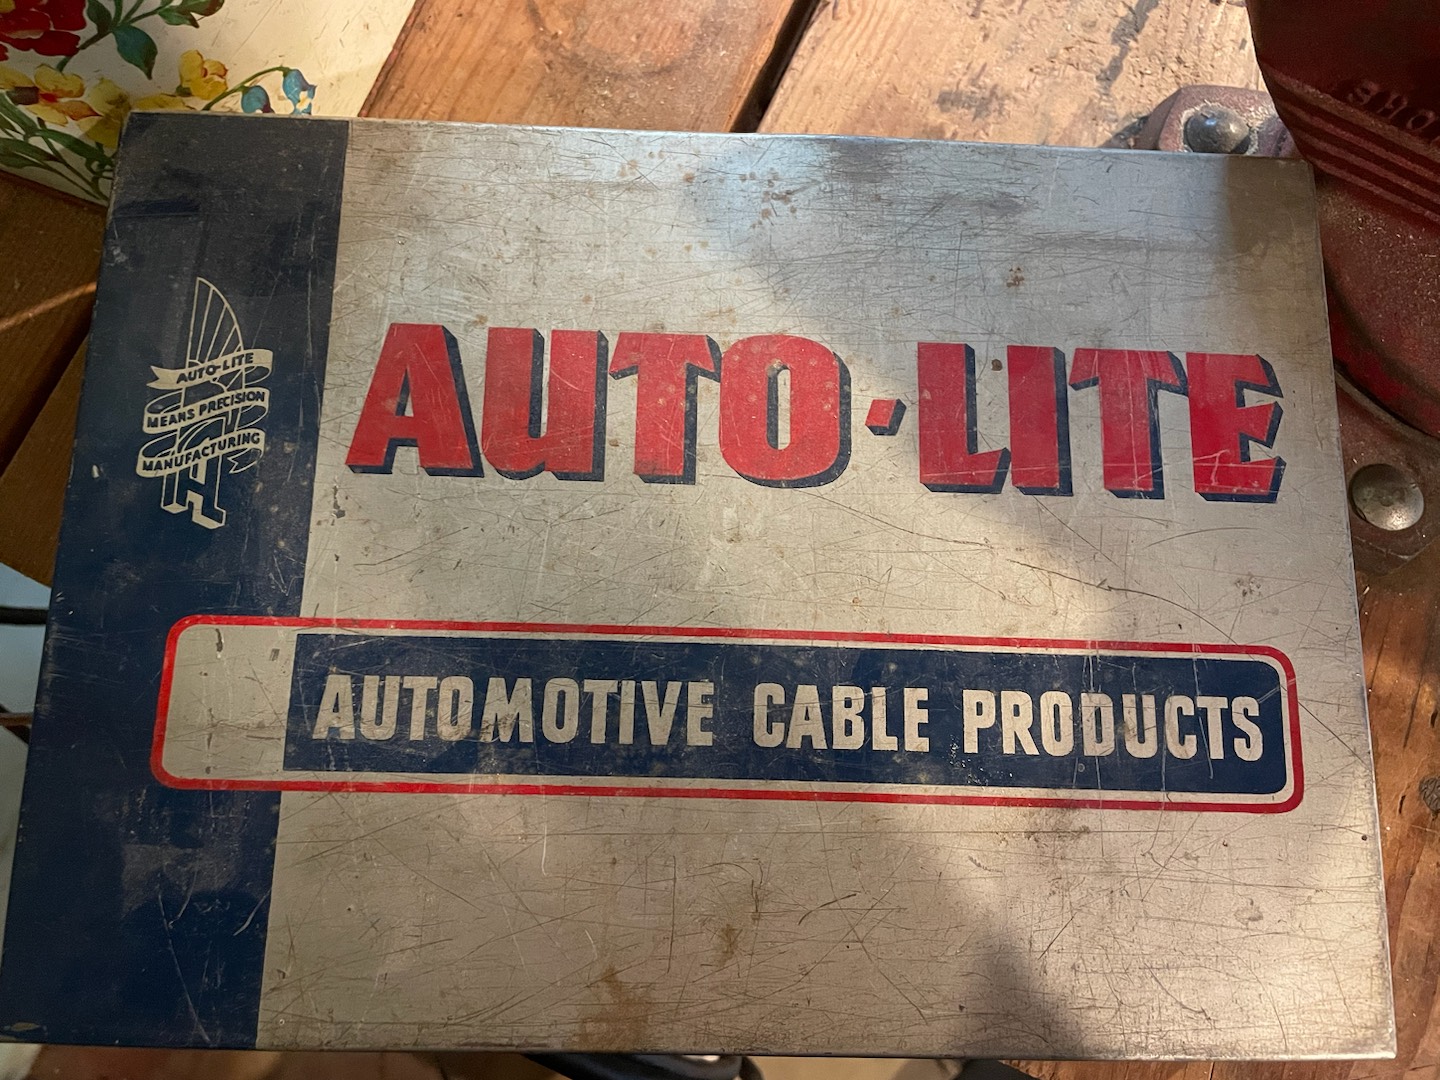 AUTO-LITE
MEANS PRECISION
MANUFACTURING
AUTO·LITE
AUTOMOTIVE CABLE PRODUCTS